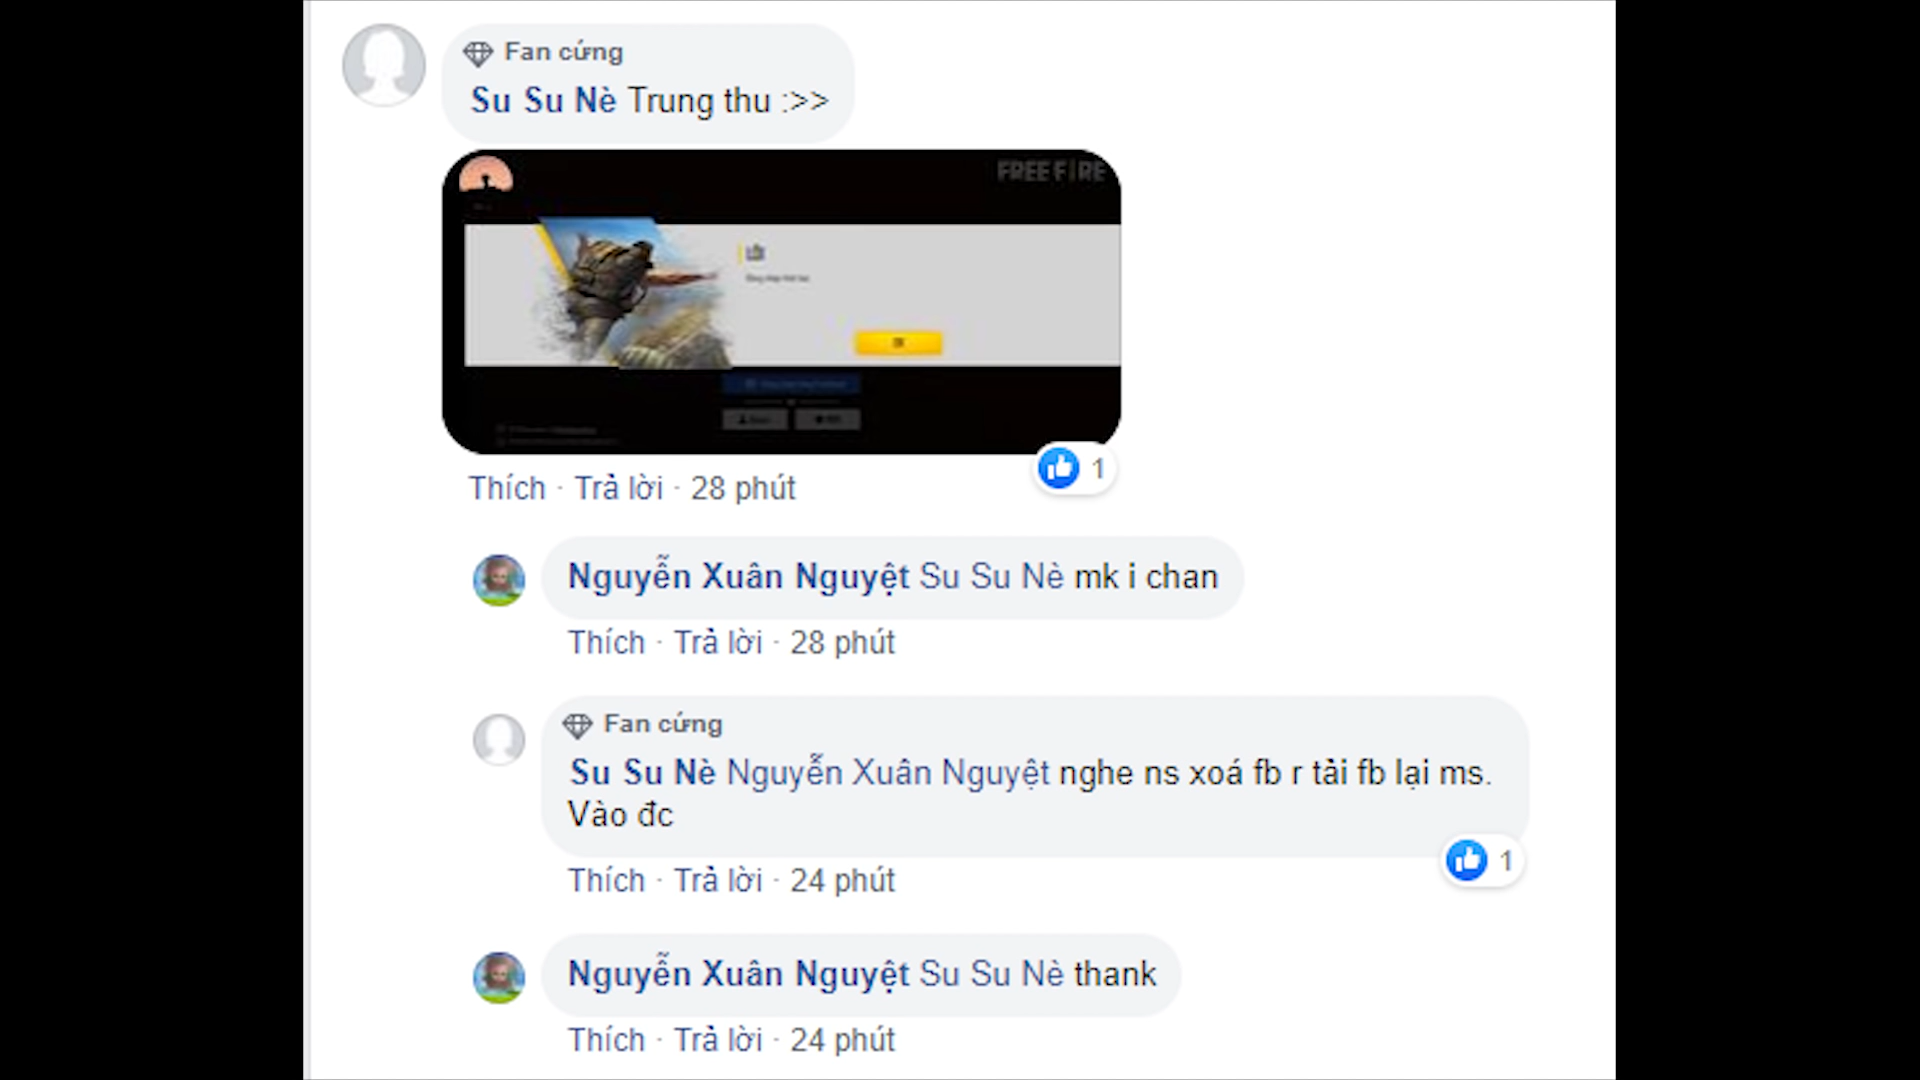 Fan cứng
Su Su Nè Trung thu :>>
FREE FIRE
Thích · Trả lời · 28 phút
1
Nguyễn Xuân Nguyệt Su Su Nè mk i chan
Thích · Trả lời · 28 phút
Fan cứng
Su Su Nè Nguyễn Xuân Nguyệt nghe ns xoá fb r tải fb lại ms.
Vào đc
1
Thích · Trả lời · 24 phút
Nguyễn Xuân Nguyệt Su Su Nè thank
Thích · Trả lời · 24 phút